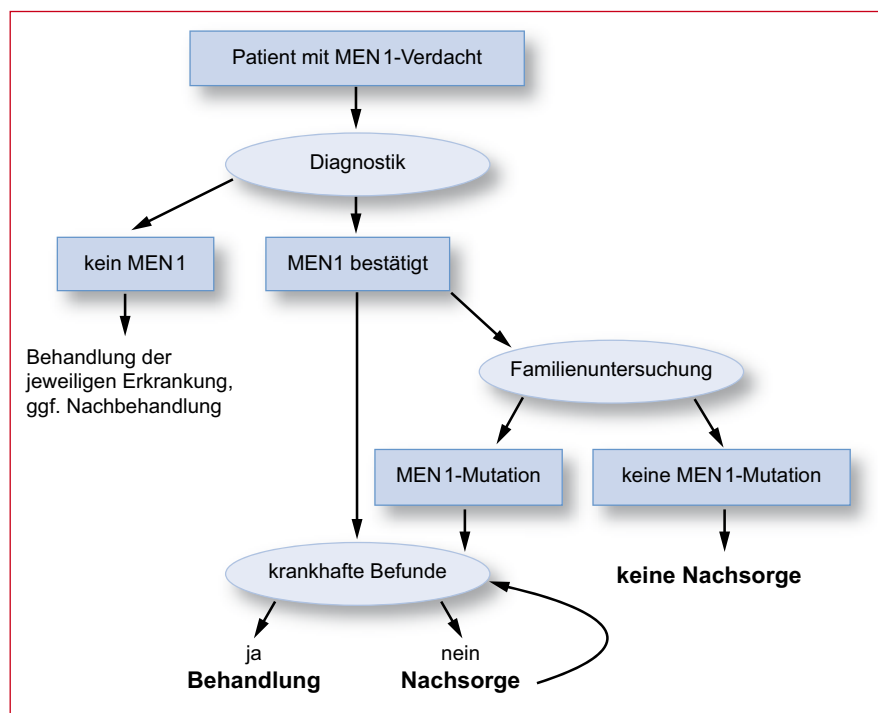 Patient mit MEN1-Verdacht
Diagnostik
kein MEN1
MEN1 bestätigt
Behandlung der
jeweiligen Erkrankung,
ggf. Nachbehandlung
Familienuntersuchung
MEN1-Mutation
keine MEN1-Mutation
krankhafte Befunde
keine Nachsorge
ja
Behandlung
nein
Nachsorge